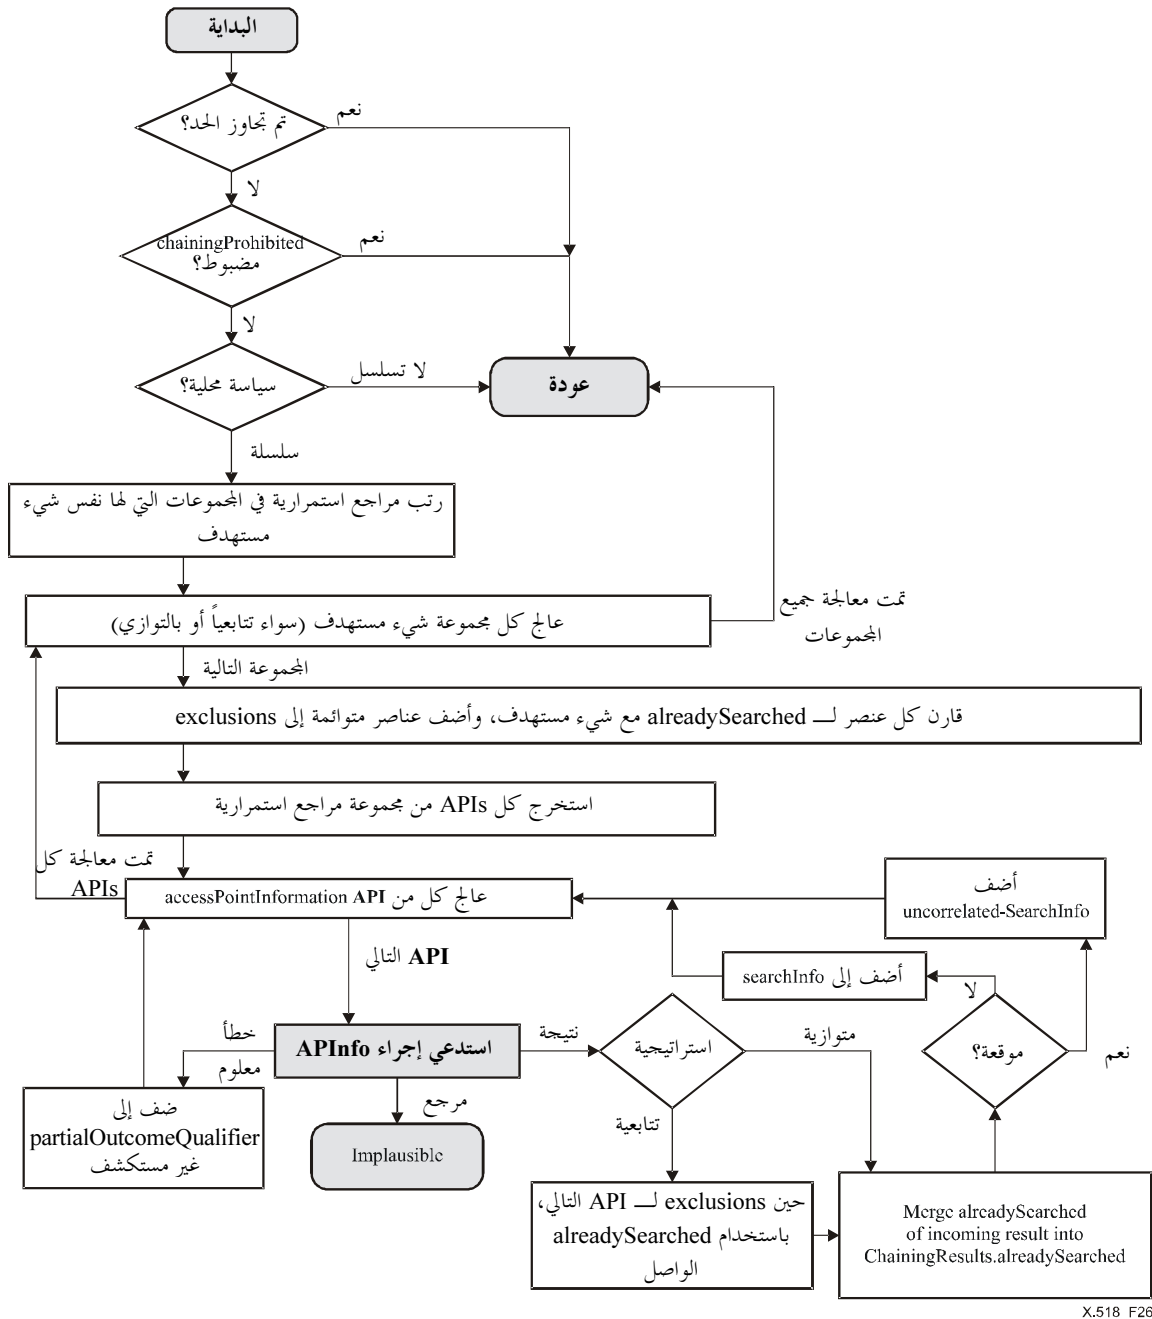 البداية
تم تجاوز الحد؟
نعم
لا
chainingProhibited
مضبوط؟
نعم
لا
سياسة محلية؟
لا تسلسل
عودة
سلسلة
رتب مراجع استمرارية في المجموعات التي لها نفس شيء
مستهدف
عالج كل مجموعة شيء مستهدف (سواء تتابعياً أو بالتوازي)
تمت معالجة جميع
المجموعات
المجموعة التالية
قارن كل عنصر لـــ alreadySearched مع شيء مستهدف، وأضف عناصر متوائمة إلى exclusions
استخرج كل APIs من مجموعة مراجع استمرارية
تمت معالجة كل
APIs
عالج كل من accessPointInformation API
أضف
uncorrelated-SearchInfo
API التالي
أضف إلى searchInfo
لا
خطأ
معلوم
استدعي إجراء APInfo
نتيجة
استراتيجية
متوازية
موقعة؟
نعم
ضف إلى
partialOutcomeQualifier
غير مستكشف
مرجع
Implausible
تتابعية
حين exclusions لـــ API التالي،
باستخدام alreadySearched
الواصل
Merge alreadySearched
of incoming result into
ChainingResults.alreadySearched
X.518_F26